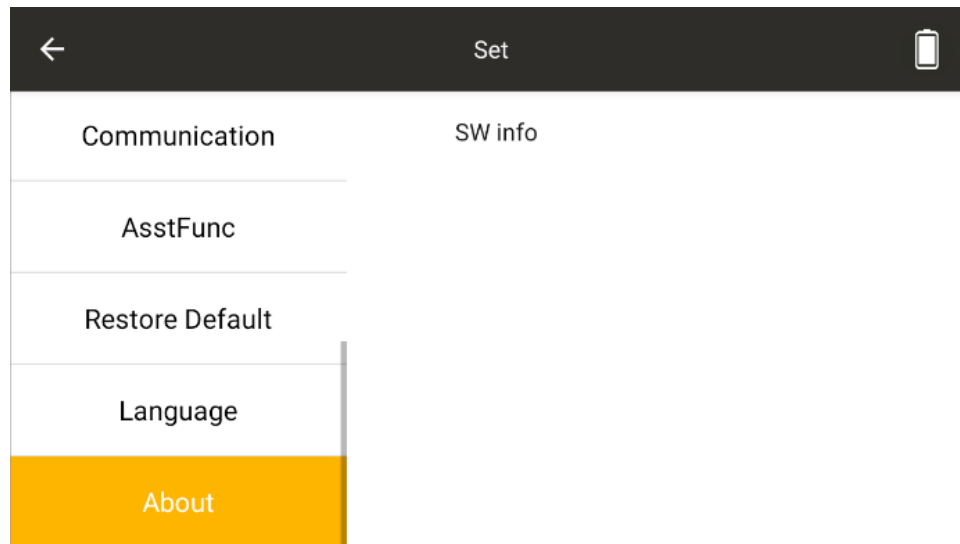 Set
Communication
SW info
AsstFunc
Restore Default
Language
About